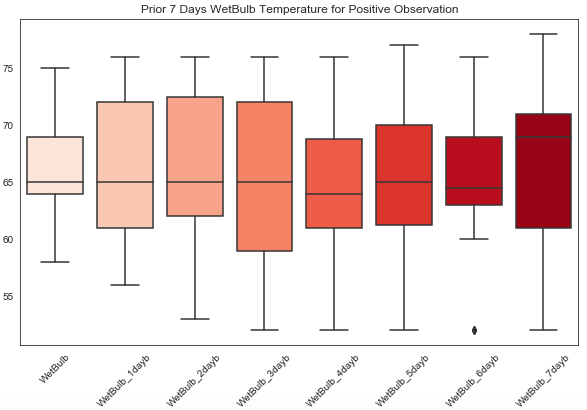 Prior 7 Days WetBulb Temperature for Positive Observation
75
70
65
60
55
WetBulb
WetBulb_1dayb
WetBulb_2dayb
WetBulb_3dayb
WetBulb_4dayb
WetBulb_5dayb
WetBulb_6dayb
WetBulb_7dayb